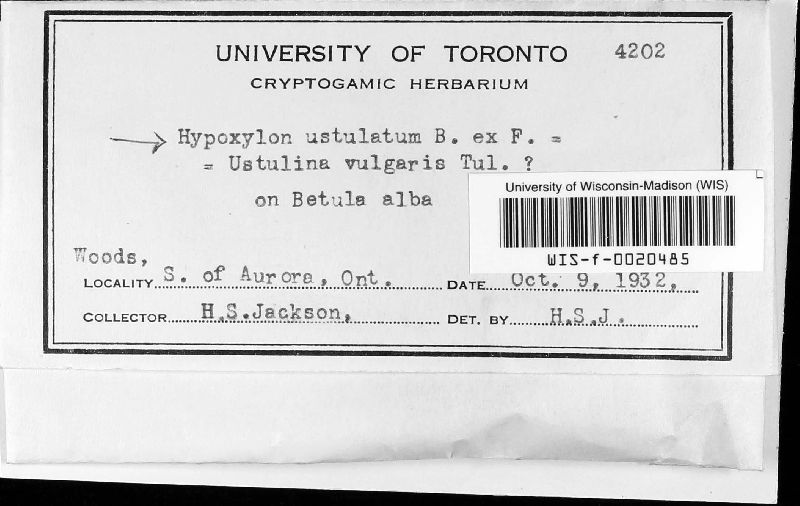 UNIVERSITY OF TORONTO 4202
CRYPTOGAMIC HERBARIUM
Hypoxylon ustulatum B. ex F. =
= Ustulina vulgaris Tul. ?
on Betula alba
University of Wisconsin-Madison (WIS)
WIS-f-0020485
Woods,
LOCALITY S. of Aurora, Ont. DATE Oct. 9, 1932,
COLLECTOR H.S.Jackson, DET. BY H.S.J.